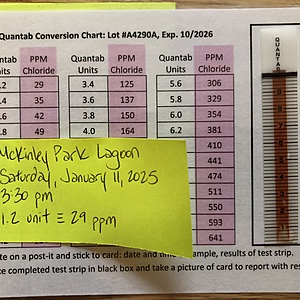 Quantab Conversion Chart: Lot #A4290A, Exp. 10/2026
Quantab Units PPM Chloride Quantab Units PPM Chloride
.2 29 3.4 125 5.6 306
.4 35 3.6 137 5.8 329
.6 42 3.8 150 6.0 354
.8 49 4.0 164 6.2 381
410
441
474
511
550
593
641
McKinley Park Lagoon
Saturday, January 11, 2025
3:30 pm
1.2 unit ≡ 29 ppm
te on a post-it and stick to card: date and time
ample, results of test strip.
ce completed test strip in black box and take a picture of card to report with res
QUANTAB